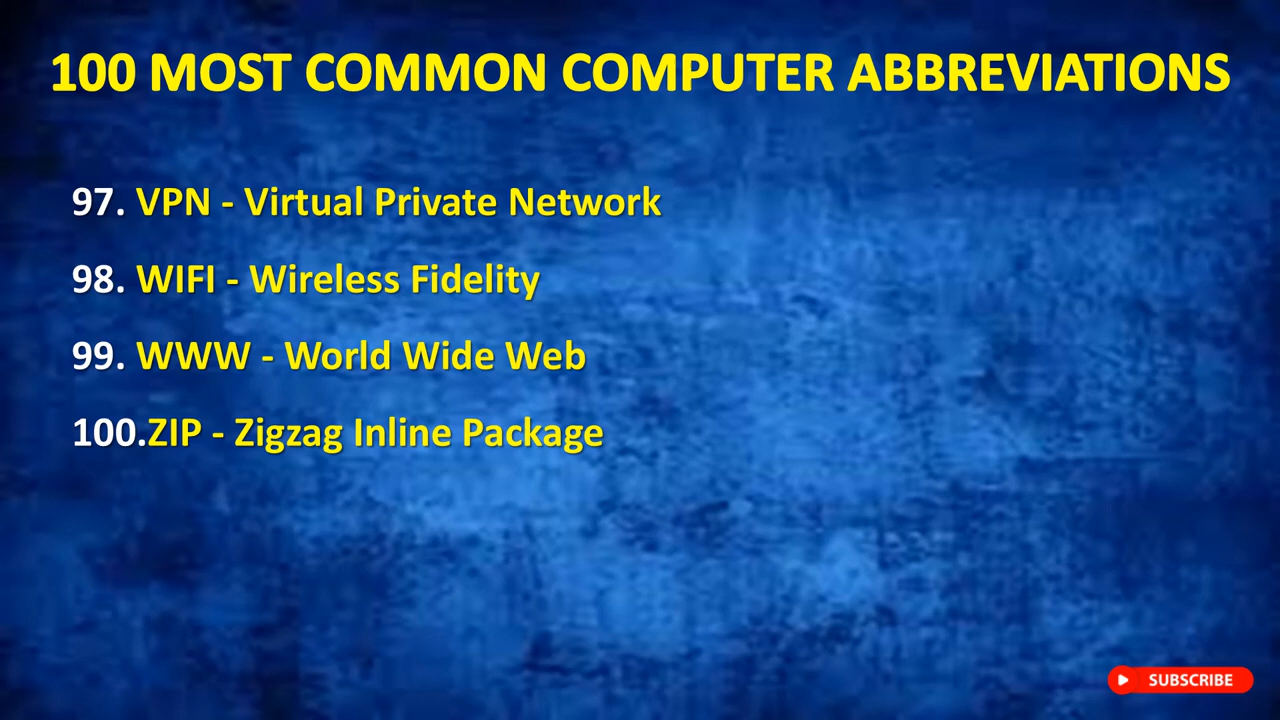 100 MOST COMMON COMPUTER ABBREVIATIONS
97. VPN - Virtual Private Network
98. WIFI - Wireless Fidelity
99. WWW - World Wide Web
100.ZIP - Zigzag Inline Package
SUBSCRIBE